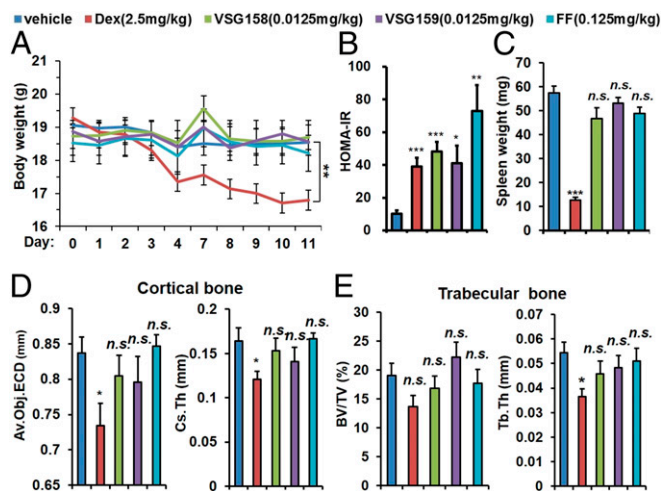 vehicle Dex(2.5mg/kg) VSG158(0.0125mg/kg) VSG159(0.0125mg/kg) FF(0.125mg/kg)
A
Body weight (g)
21
20
19
18
17
16
**
Day: 0 1 2 3 4 7 8 9 10 11
B
HOMA-IR
100
80
60
40
20
0
*** *** * **
C
Spleen weight (mg)
70
60
50
40
30
20
10
0
*** n.s. n.s. n.s.
D
Cortical bone
Av.Obj.ECD (mm)
0.9
0.85
0.8
0.75
0.7
0.65
* n.s. n.s. n.s.
Cs.Th (mm)
0.2
0.15
0.1
0.05
0
* n.s. n.s. n.s.
E
Trabecular bone
BV/TV (%)
30
25
20
15
10
5
0
n.s. n.s. n.s. n.s.
Tb.Th (mm)
0.07
0.06
0.05
0.04
0.03
0.02
0.01
0.00
* n.s. n.s. n.s.